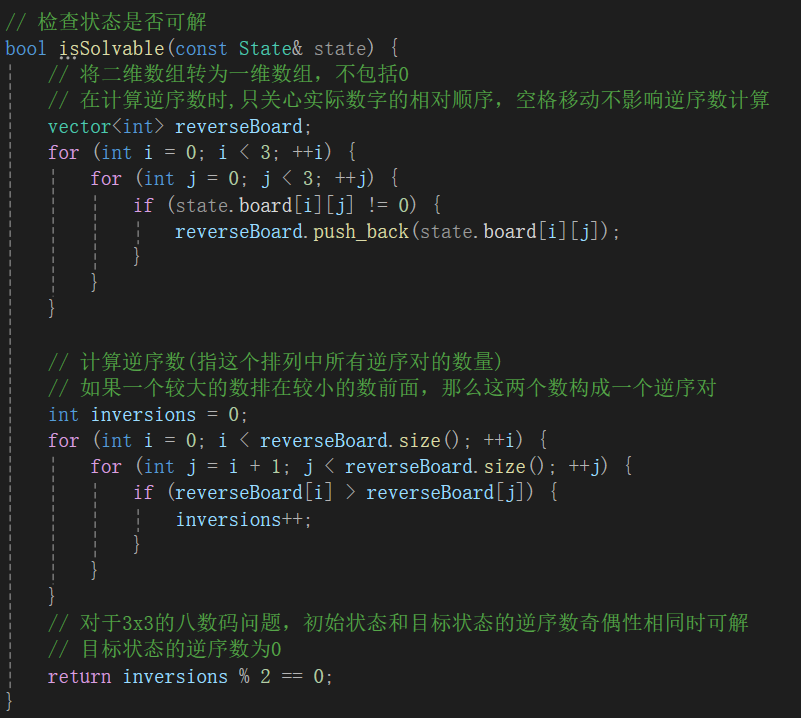 // 检查状态是否可解
bool isSolvable(const State& state) {
// 将二维数组转为一维数组，不包括0
// 在计算逆序数时,只关心实际数字的相对顺序，空格移动不影响逆序数计算
vector<int> reverseBoard;
for (int i = 0; i < 3; ++i) {
for (int j = 0; j < 3; ++j) {
if (state.board[i][j] != 0) {
reverseBoard.push_back(state.board[i][j]);
}
}
}
// 计算逆序数(指这个排列中所有逆序对的数量)
// 如果一个较大的数排在较小的数前面，那么这两个数构成一个逆序对
int inversions = 0;
for (int i = 0; i < reverseBoard.size(); ++i) {
for (int j = i + 1; j < reverseBoard.size(); ++j) {
if (reverseBoard[i] > reverseBoard[j]) {
inversions++;
}
}
}
// 对于3x3的八数码问题，初始状态和目标状态的逆序数奇偶性相同时可解
// 目标状态的逆序数为0
return inversions % 2 == 0;
}